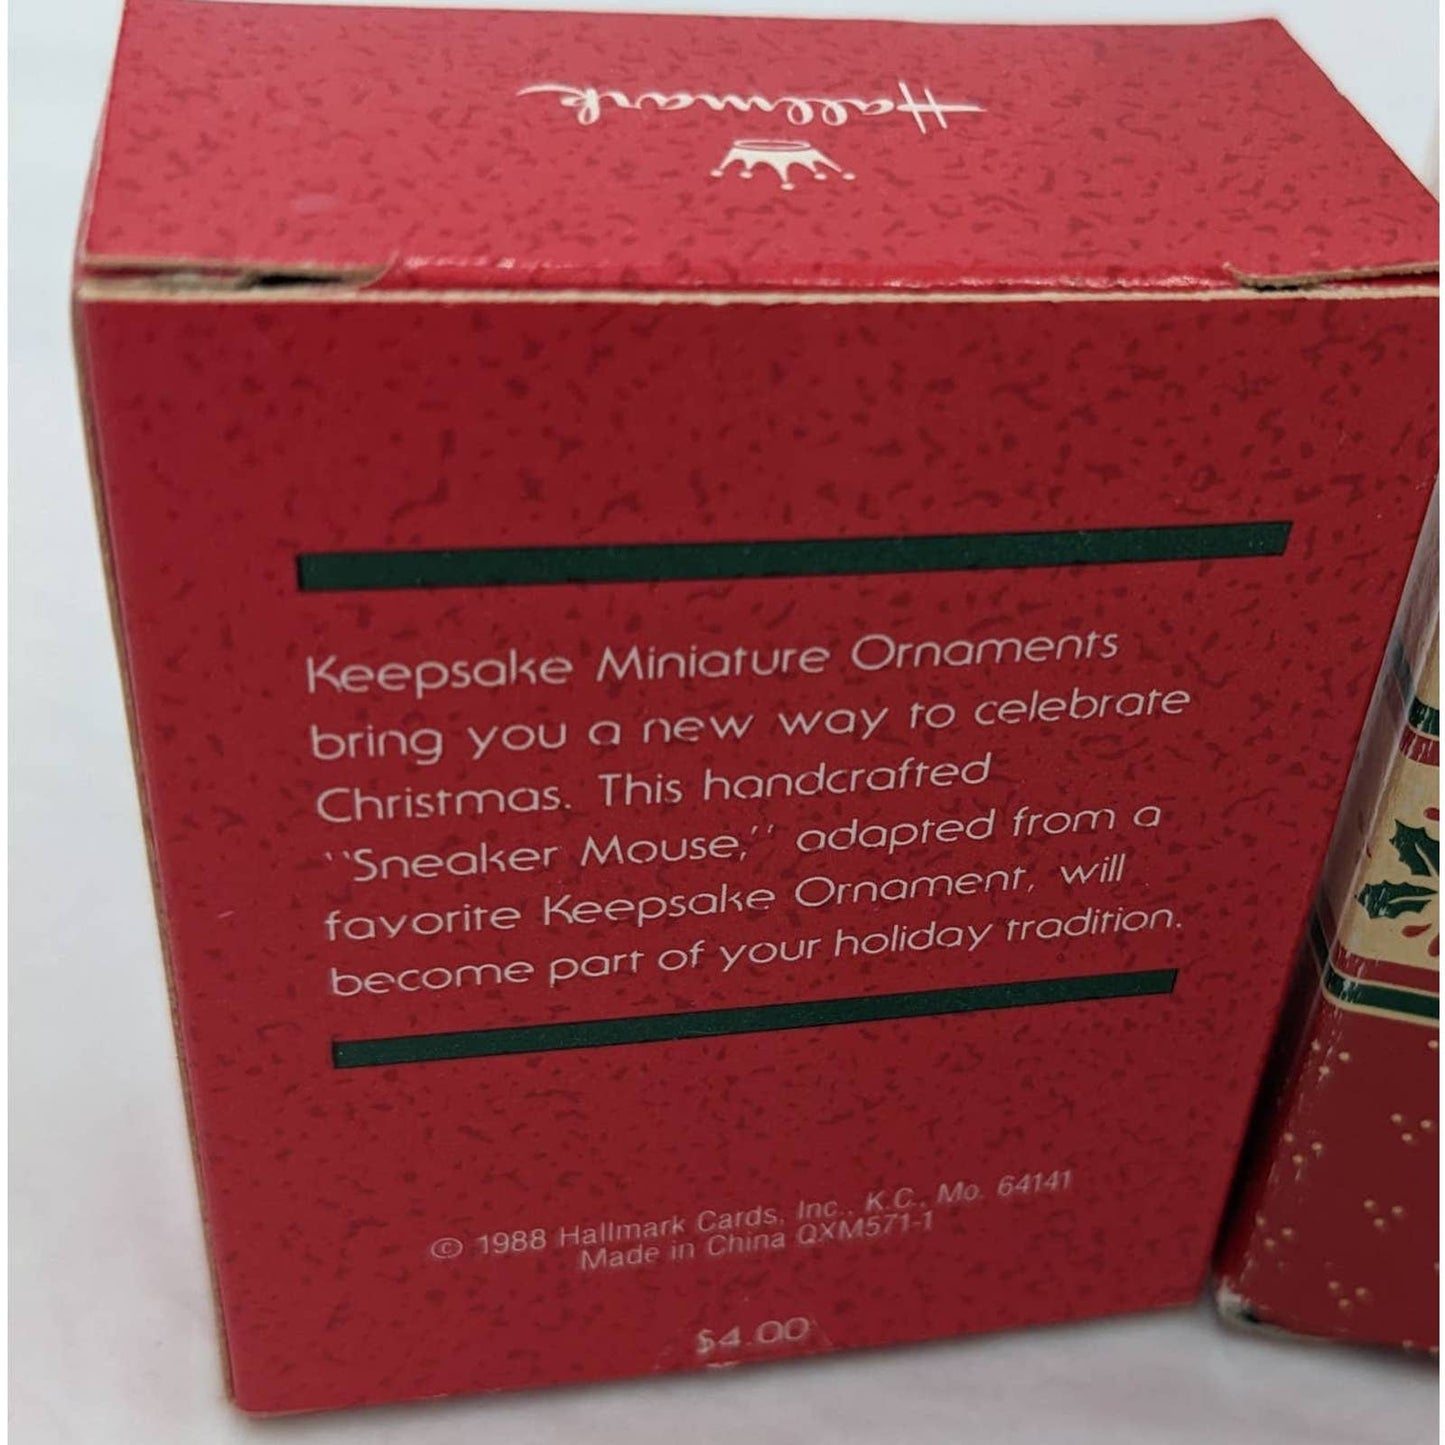 Hallmark
Keepsake Miniature Ornaments
bring you a new way to celebrate
Christmas. This handcrafted
"Sneaker Mouse," adapted from a
favorite Keepsake Ornament, will
become part of your holiday tradition.
© 1988 Hallmark Cards, Inc., K.C., Mo. 64141
Made in China QXM571-1
$4.00